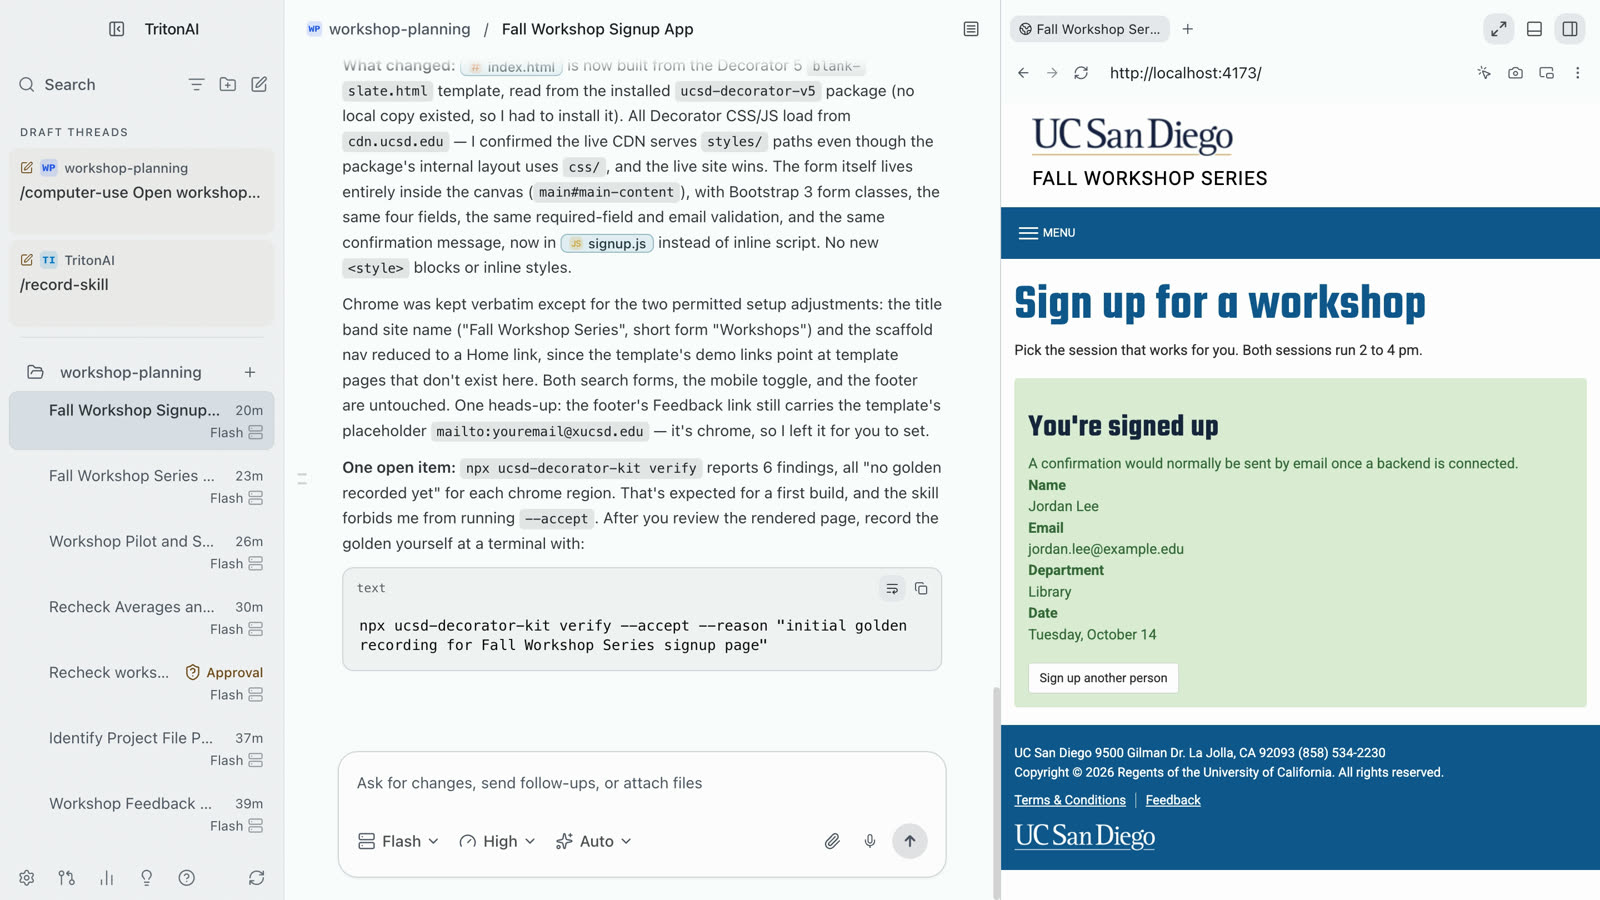 TritonAI
Search
DRAFT THREADS
WP workshop-planning
/computer-use Open workshop...
TI TritonAI
/record-skill
workshop-planning
Fall Workshop Signup... 20m
Flash
Fall Workshop Series ... 23m
Flash
Workshop Pilot and S... 26m
Flash
Recheck Averages an... 30m
Flash
Recheck works... Approval
Flash
Identify Project File P... 37m
Flash
Workshop Feedback ... 39m
Flash
WP workshop-planning / Fall Workshop Signup App
What changed: # index.html is now built from the Decorator 5 blank-
slate.html template, read from the installed ucsd-decorator-v5 package (no
local copy existed, so I had to install it). All Decorator CSS/JS load from
cdn.ucsd.edu — I confirmed the live CDN serves styles/ paths even though the
package's internal layout uses css/, and the live site wins. The form itself lives
entirely inside the canvas (main#main-content), with Bootstrap 3 form classes, the
same four fields, the same required-field and email validation, and the same
confirmation message, now in JS signup.js instead of inline script. No new
<style> blocks or inline styles.
Chrome was kept verbatim except for the two permitted setup adjustments: the title
band site name ("Fall Workshop Series", short form "Workshops") and the scaffold
nav reduced to a Home link, since the template's demo links point at template
pages that don't exist here. Both search forms, the mobile toggle, and the footer
are untouched. One heads-up: the footer's Feedback link still carries the template's
placeholder mailto:youremail@xucsd.edu — it's chrome, so I left it for you to set.
One open item: npx ucsd-decorator-kit verify reports 6 findings, all "no golden
recorded yet" for each chrome region. That's expected for a first build, and the skill
forbids me from running --accept. After you review the rendered page, record the
golden yourself at a terminal with:
text
npx ucsd-decorator-kit verify --accept --reason "initial golden
recording for Fall Workshop Series signup page"
Ask for changes, send follow-ups, or attach files
Flash High Auto
Fall Workshop Ser...
http://localhost:4173/
UC San Diego
FALL WORKSHOP SERIES
MENU
Sign up for a workshop
Pick the session that works for you. Both sessions run 2 to 4 pm.
You're signed up
A confirmation would normally be sent by email once a backend is connected.
Name
Jordan Lee
Email
jordan.lee@example.edu
Department
Library
Date
Tuesday, October 14
Sign up another person
UC San Diego 9500 Gilman Dr. La Jolla, CA 92093 (858) 534-2230
Copyright © 2026 Regents of the University of California. All rights reserved.
Terms & Conditions | Feedback
UC San Diego